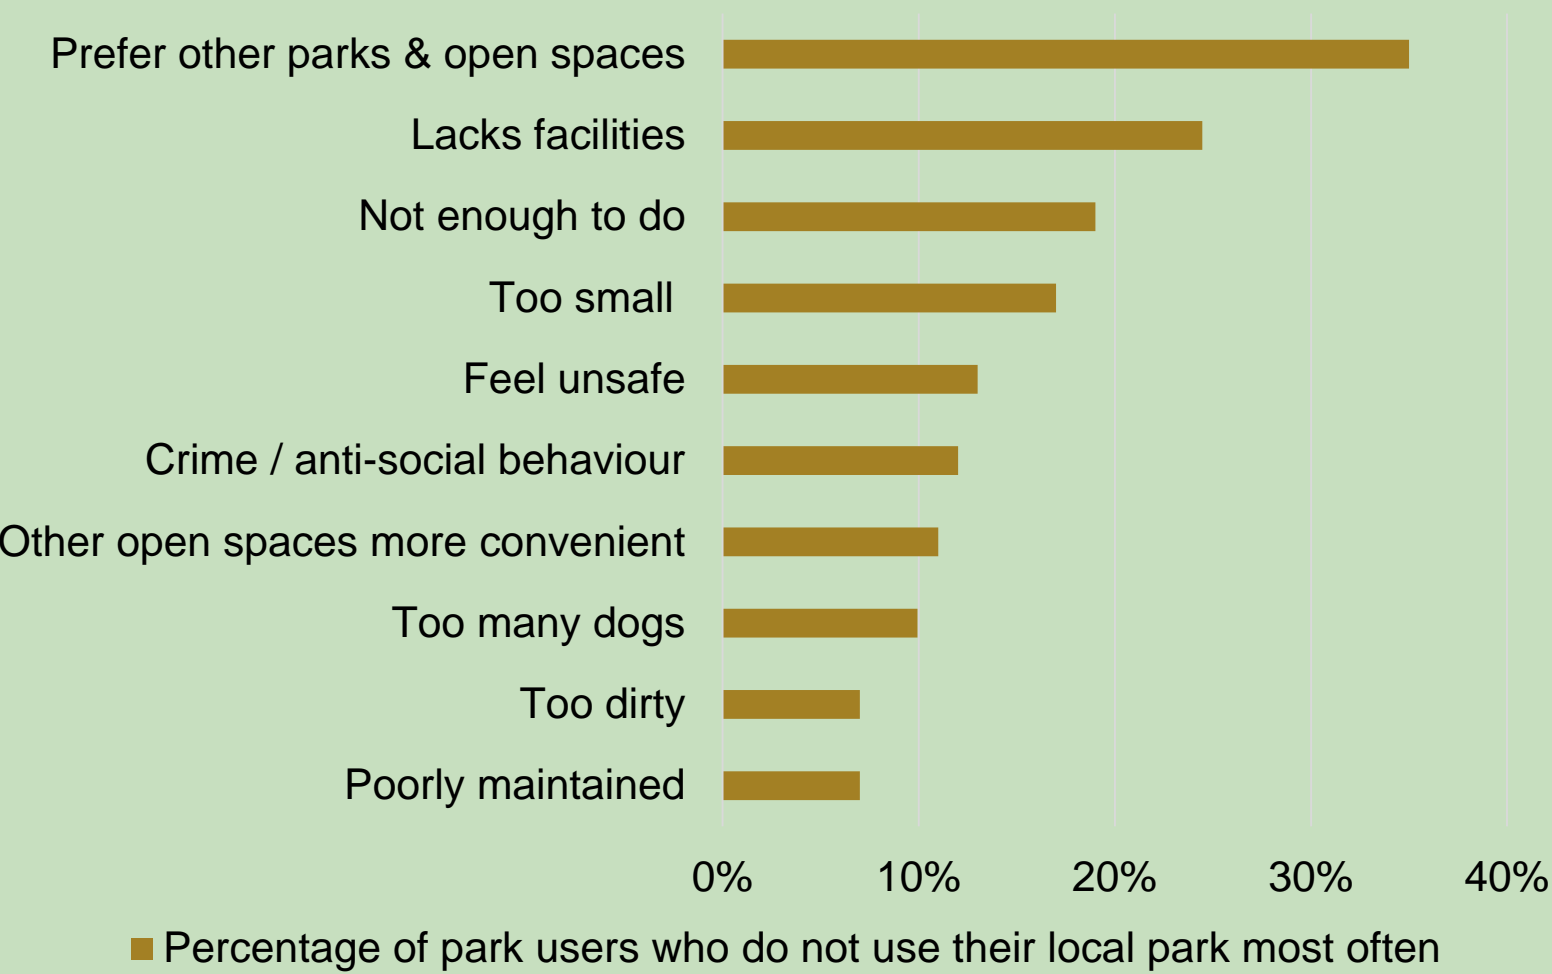 Prefer other parks & open spaces
Lacks facilities
Not enough to do
Too small
Feel unsafe
Crime / anti-social behaviour
Other open spaces more convenient
Too many dogs
Too dirty
Poorly maintained
0% 10% 20% 30% 40%
Percentage of park users who do not use their local park most often